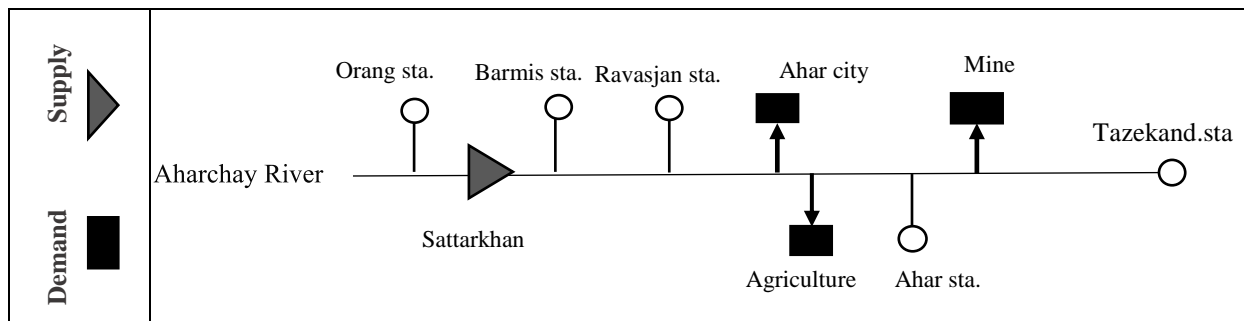 Supply
Demand
Orang sta.
Barmis sta.
Ravasjan sta.
Ahar city
Mine
Tazekand.sta
Aharchay River
Sattarkhan
Agriculture
Ahar sta.